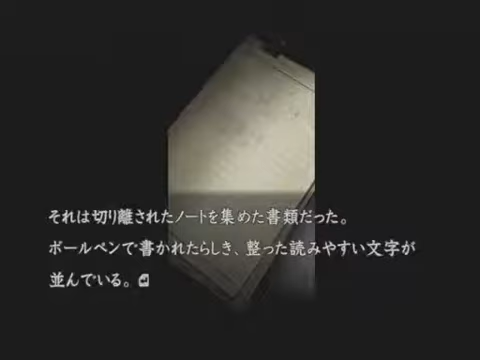 それは切り離されたノートを集めた書類だった。
ボールペンで書かれたらしき、整った読みやすい文字が
並んでいる。